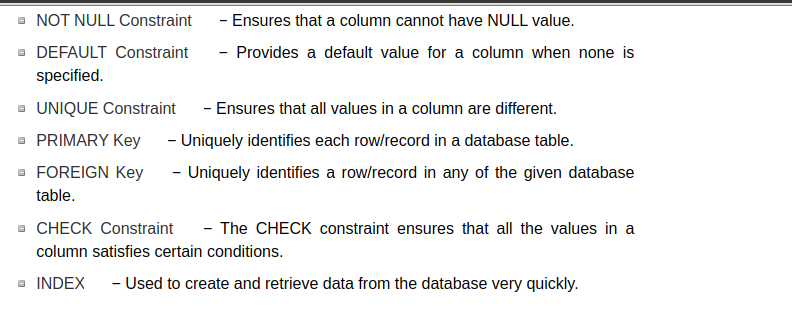 NOT NULL Constraint − Ensures that a column cannot have NULL value.
DEFAULT Constraint − Provides a default value for a column when none is
specified.
UNIQUE Constraint − Ensures that all values in a column are different.
PRIMARY Key − Uniquely identifies each row/record in a database table.
FOREIGN Key − Uniquely identifies a row/record in any of the given database
table.
CHECK Constraint − The CHECK constraint ensures that all the values in a
column satisfies certain conditions.
INDEX − Used to create and retrieve data from the database very quickly.